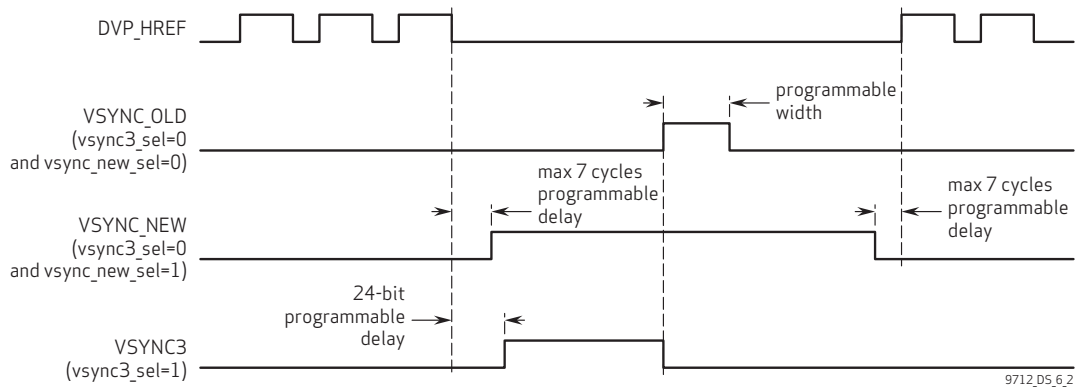 DVP_HREF
VSYNC_OLD
(vsync3_sel=0
and vsync_new_sel=0)
programmable
width
max 7 cycles
programmable
delay
VSYNC_NEW
(vsync3_sel=0
and vsync_new_sel=1)
max 7 cycles
programmable
delay
24-bit
programmable
delay
VSYNC3
(vsync3_sel=1)
9712_DS_6_2